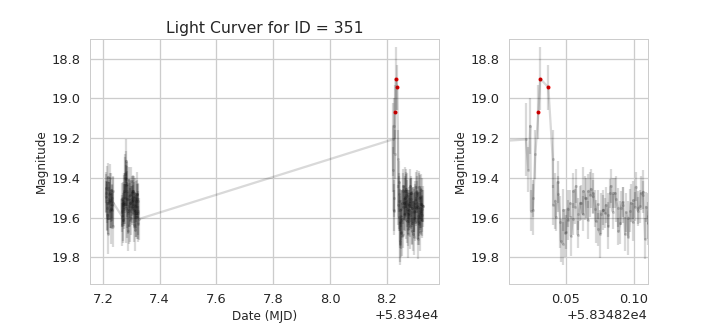 Light Curver for ID = 351
Magnitude
18.8
19.0
19.2
19.4
19.6
19.8
7.2 7.4 7.6 7.8 8.0 8.2
Date (MJD) +5.834e4
Magnitude
18.8
19.0
19.2
19.4
19.6
19.8
0.05 0.10
+5.83482e4